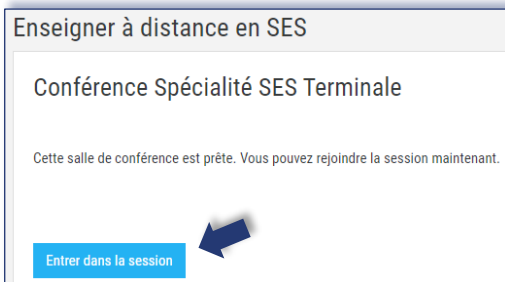 Enseigner à distance en SES
Conférence Spécialité SES Terminale
Cette salle de conférence est prête. Vous pouvez rejoindre la session maintenant.
Entrer dans la session